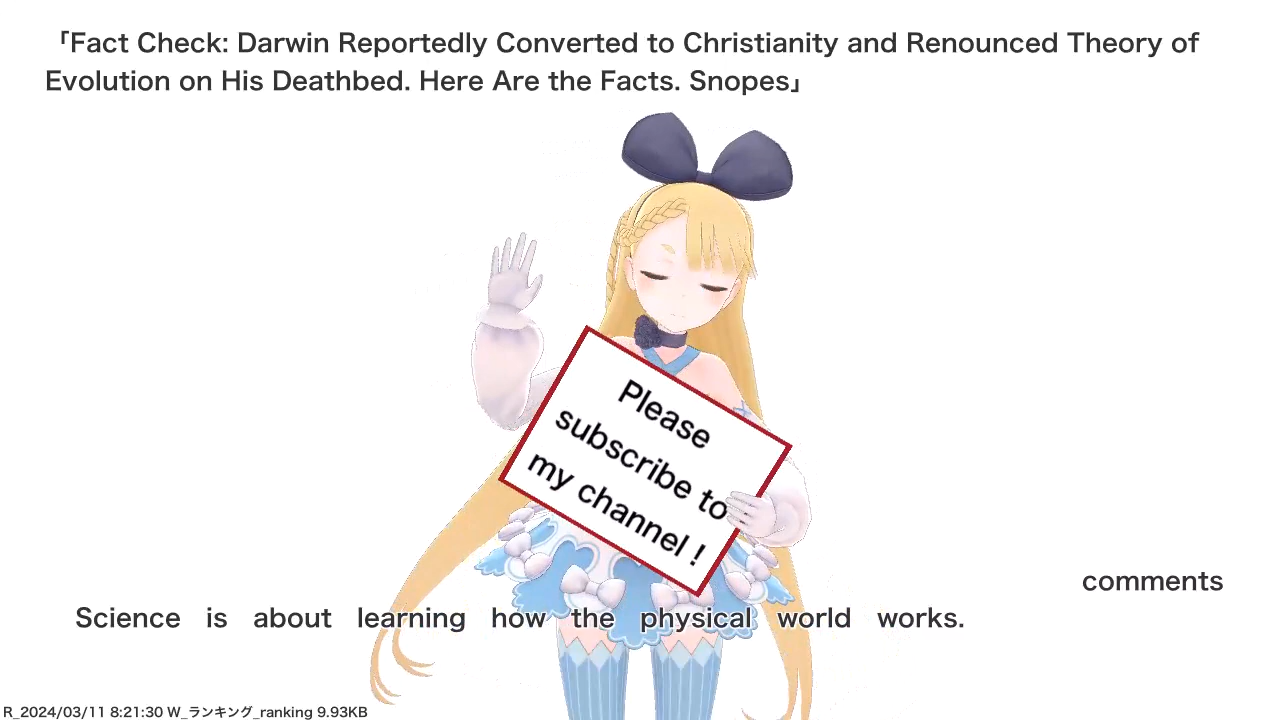 「Fact Check: Darwin Reportedly Converted to Christianity and Renounced Theory of
Evolution on His Deathbed. Here Are the Facts. Snopes」
Please
subscribe to
my channel !
comments
Science is about learning how the physical world works.
R_2024/03/11 8:21:30 W_ランキング_ranking 9.93KB